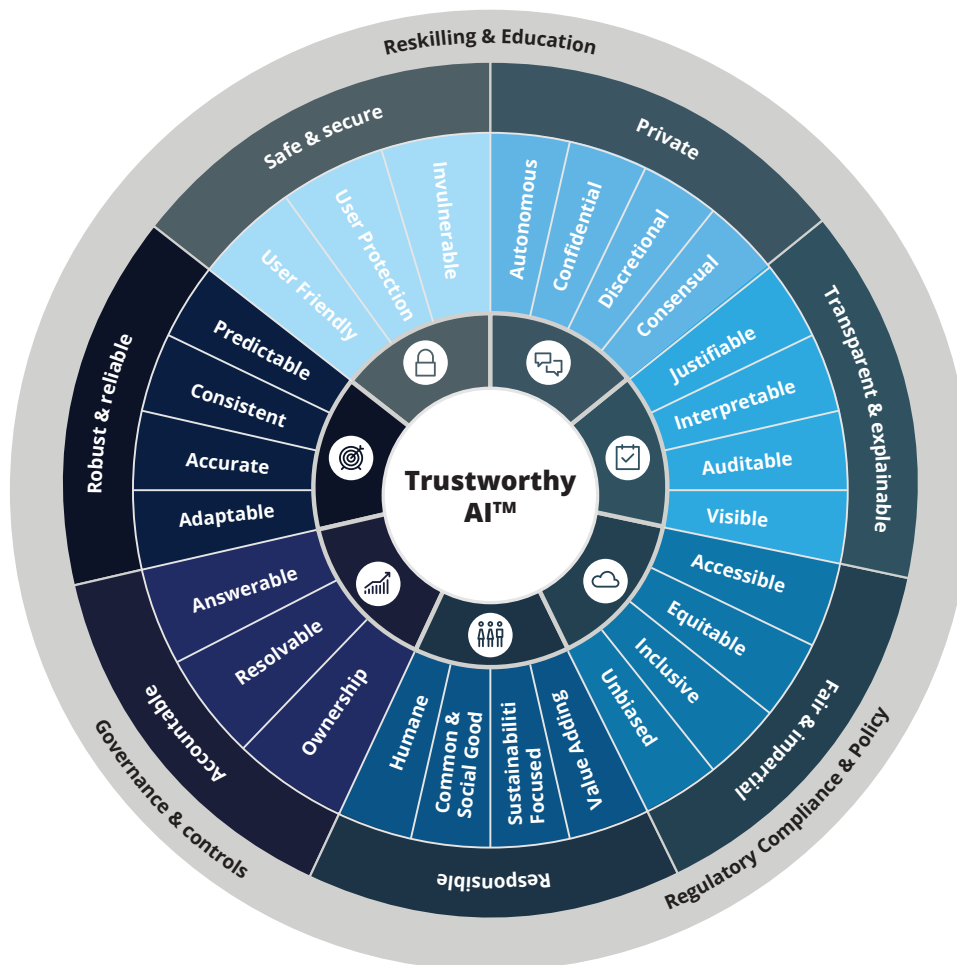 Reskilling & Education
Safe & secure
Private
Transparent & explainable
Fair & impartial
Responsible
Accountable
Robust & reliable
Invulnerable
User Protection
User Friendly
Autonomous
Confidential
Discretional
Consensual
Justifiable
Interpretable
Auditable
Visible
Accessible
Equitable
Inclusive
Unbiased
Value Adding
Sustainabiliti
Focused
Common &
Social Good
Humane
Ownership
Resolvable
Answerable
Adaptable
Accurate
Consistent
Predictable
Trustworthy
AI™
Governance & controls
Regulatory Compliance & Policy